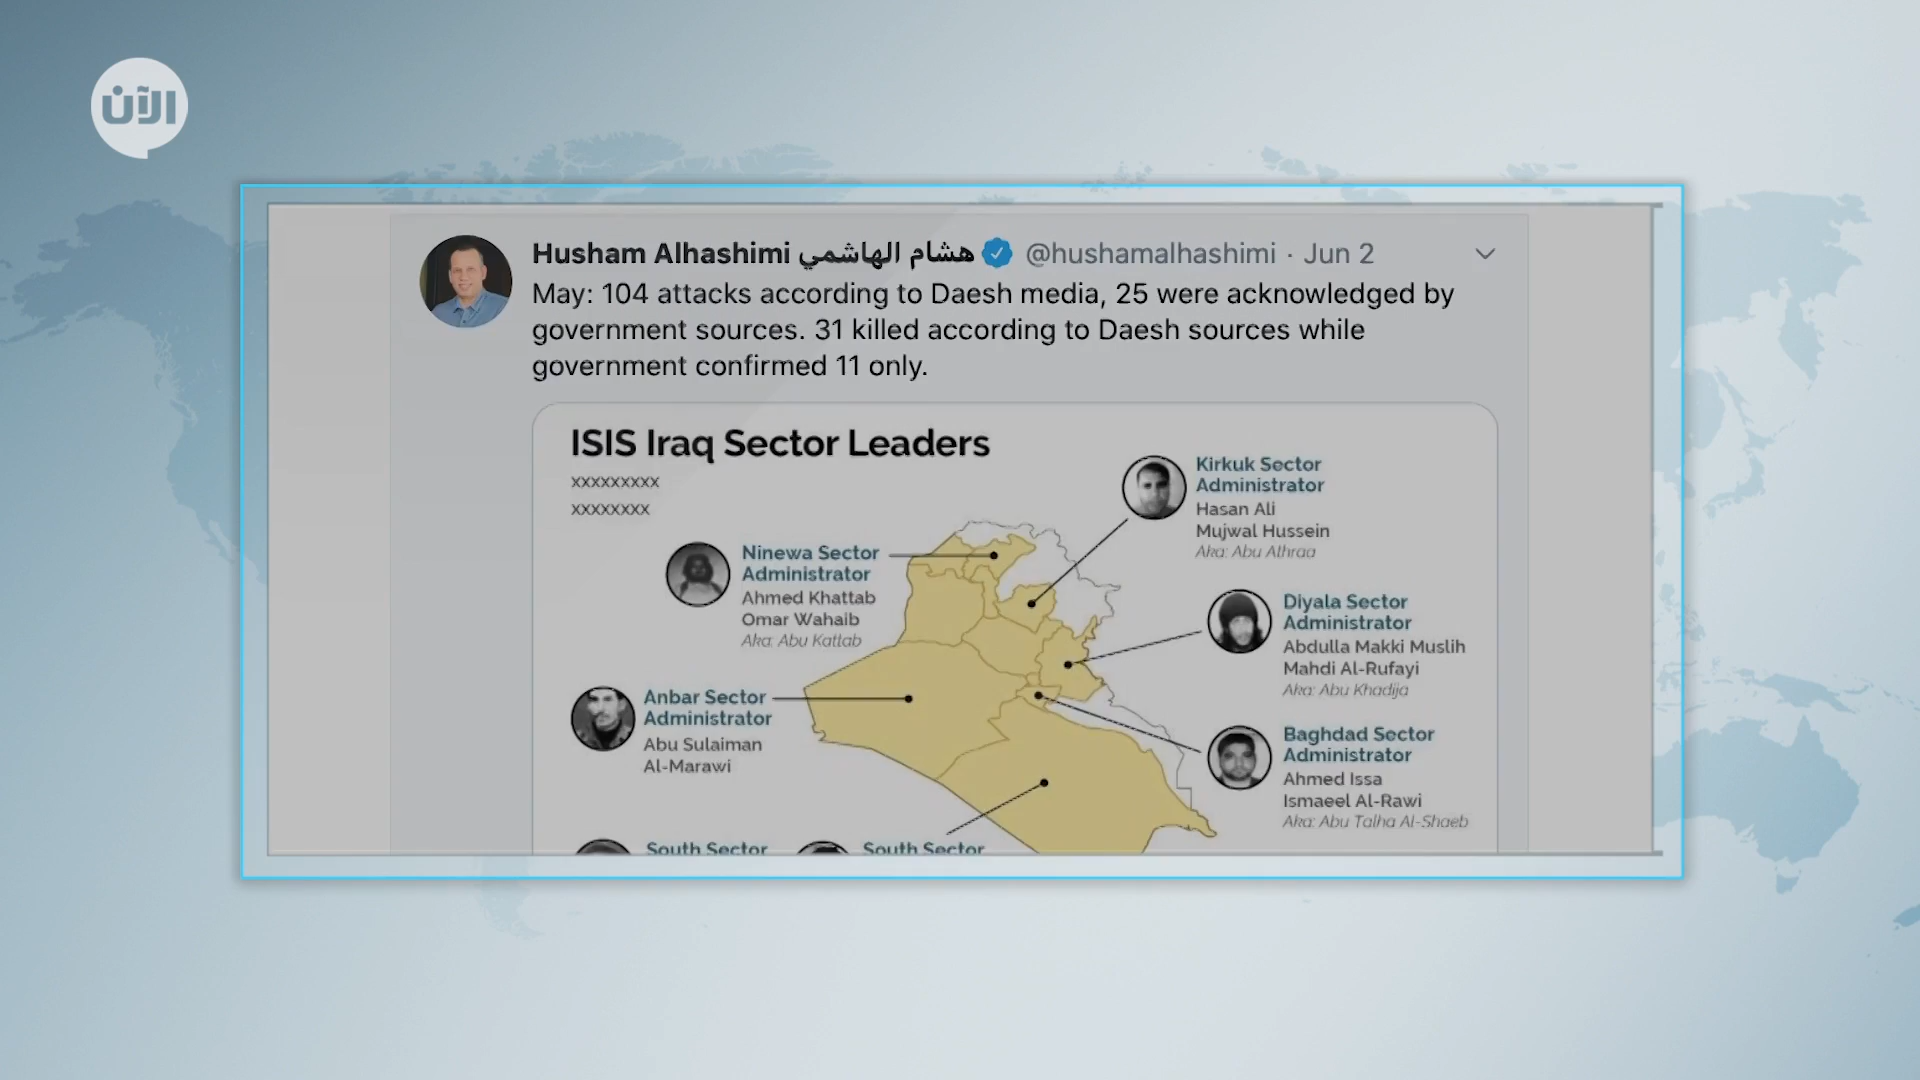 الآن
Husham Alhashimi هشام الهاشمي @hushamalhashimi · Jun 2
May: 104 attacks according to Daesh media, 25 were acknowledged by
government sources. 31 killed according to Daesh sources while
government confirmed 11 only.
ISIS Iraq Sector Leaders
xxxxxxxxx
xxxxxxxx
Kirkuk Sector
Administrator
Hasan Ali
Mujwal Hussein
Aka: Abu Athraa
Ninewa Sector
Administrator
Ahmed Khattab
Omar Wahaib
Aka: Abu Kattab
Diyala Sector
Administrator
Abdulla Makki Muslih
Mahdi Al-Rufayi
Aka: Abu Khadija
Anbar Sector
Administrator
Abu Sulaiman
Al-Marawi
Baghdad Sector
Administrator
Ahmed Issa
Ismaeel Al-Rawi
Aka: Abu Talha Al-Shaeb
South Sector
South Sector